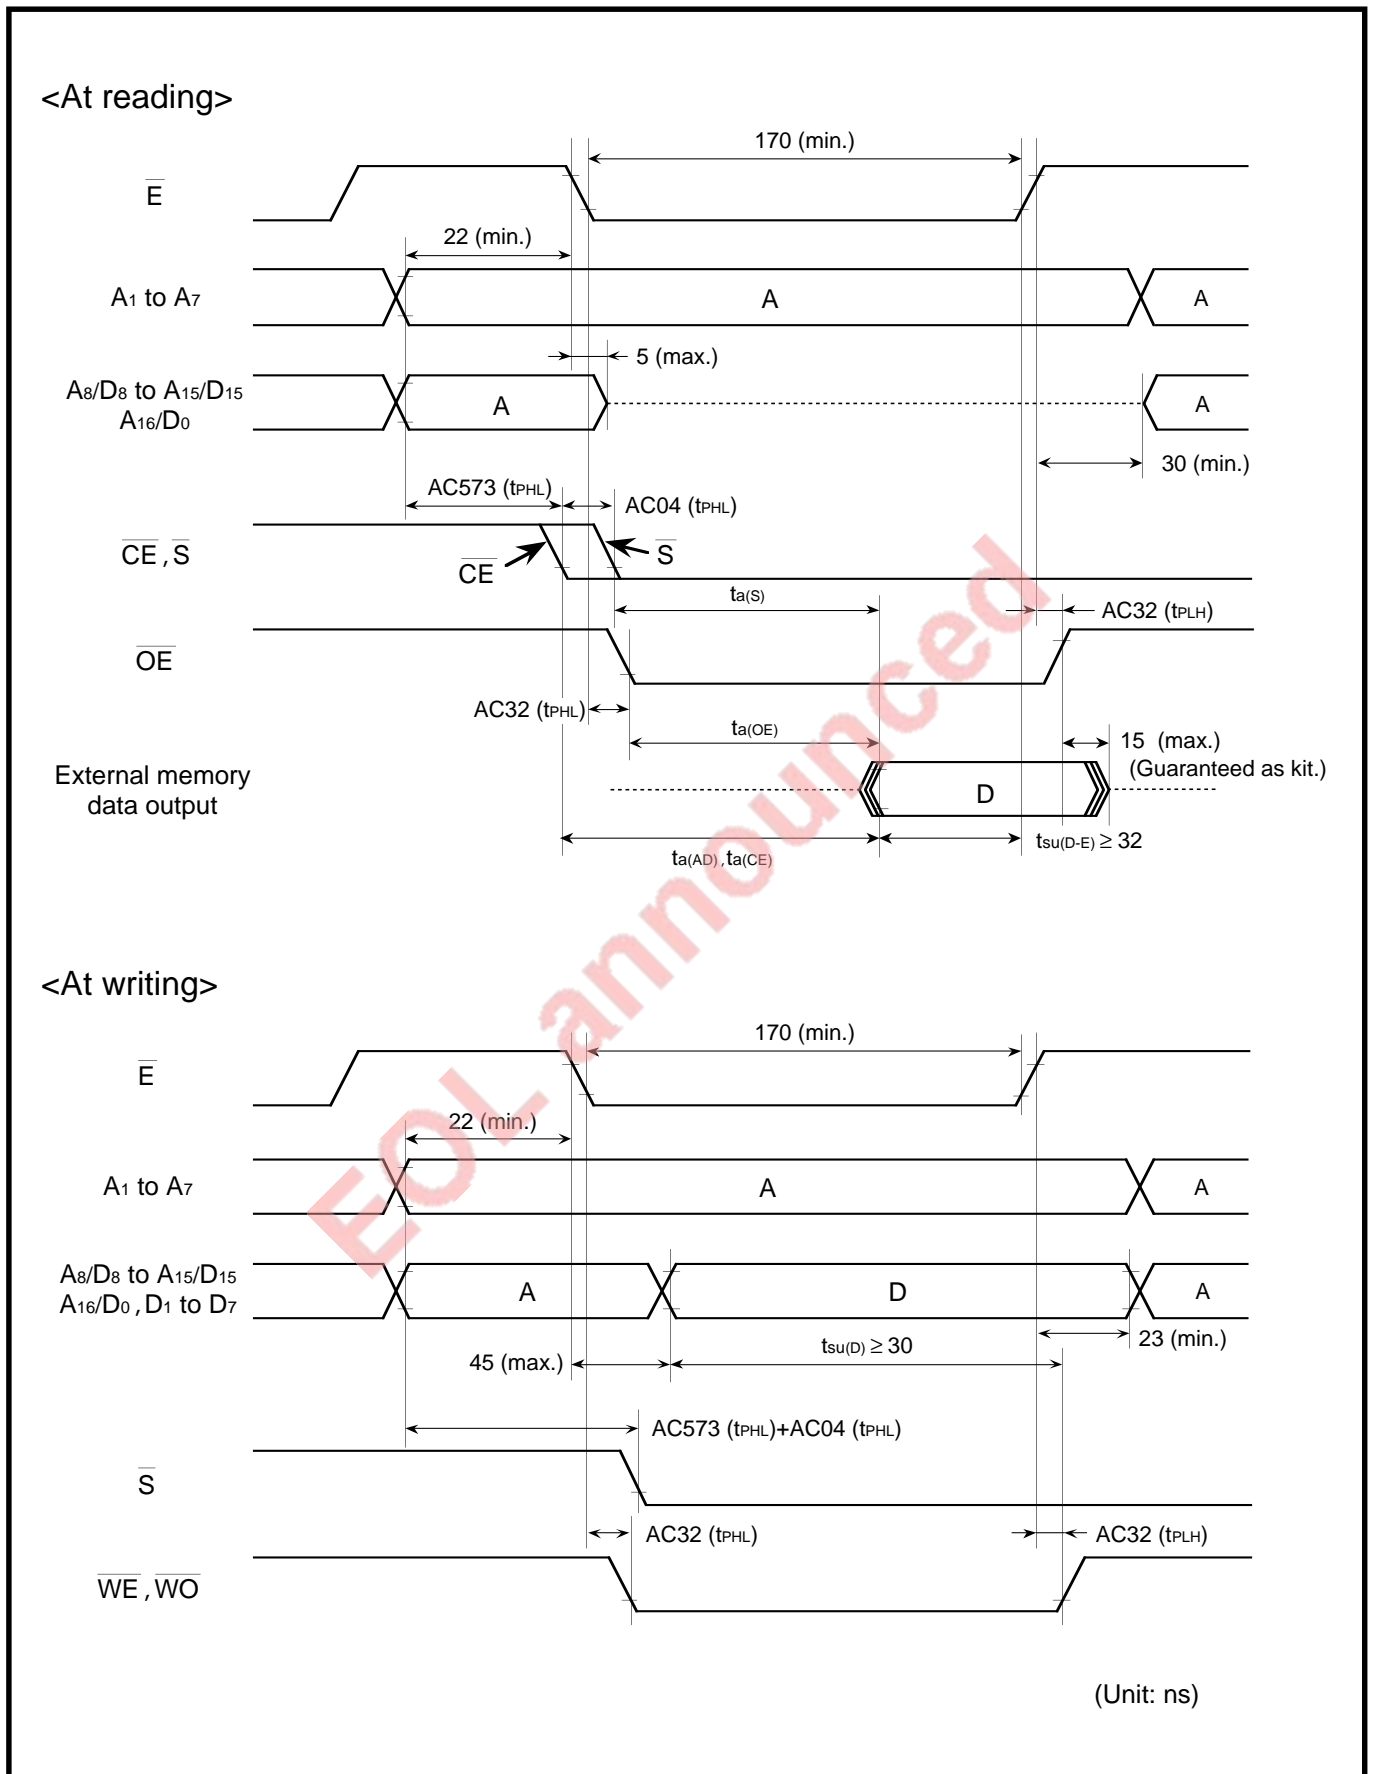 <At reading>
170 (min.)
E
22 (min.)
A1 to A7
A
A
5 (max.)
A8/D8 to A15/D15
A16/D0
A
A
30 (min.)
AC573 (tPHL)
AC04 (tPHL)
CE , S
CE
S
ta(S)
AC32 (tPLH)
OE
AC32 (tPHL)
ta(OE)
15 (max.)
(Guaranteed as kit.)
External memory
data output
D
ta(AD) , ta(CE)
tsu(D-E) ≥ 32
EOL announced
<At writing>
170 (min.)
E
22 (min.)
A1 to A7
A
A
A8/D8 to A15/D15
A16/D0 , D1 to D7
A
D
A
23 (min.)
45 (max.)
tsu(D) ≥ 30
AC573 (tPHL)+AC04 (tPHL)
S
AC32 (tPHL)
AC32 (tPLH)
WE , WO
(Unit: ns)